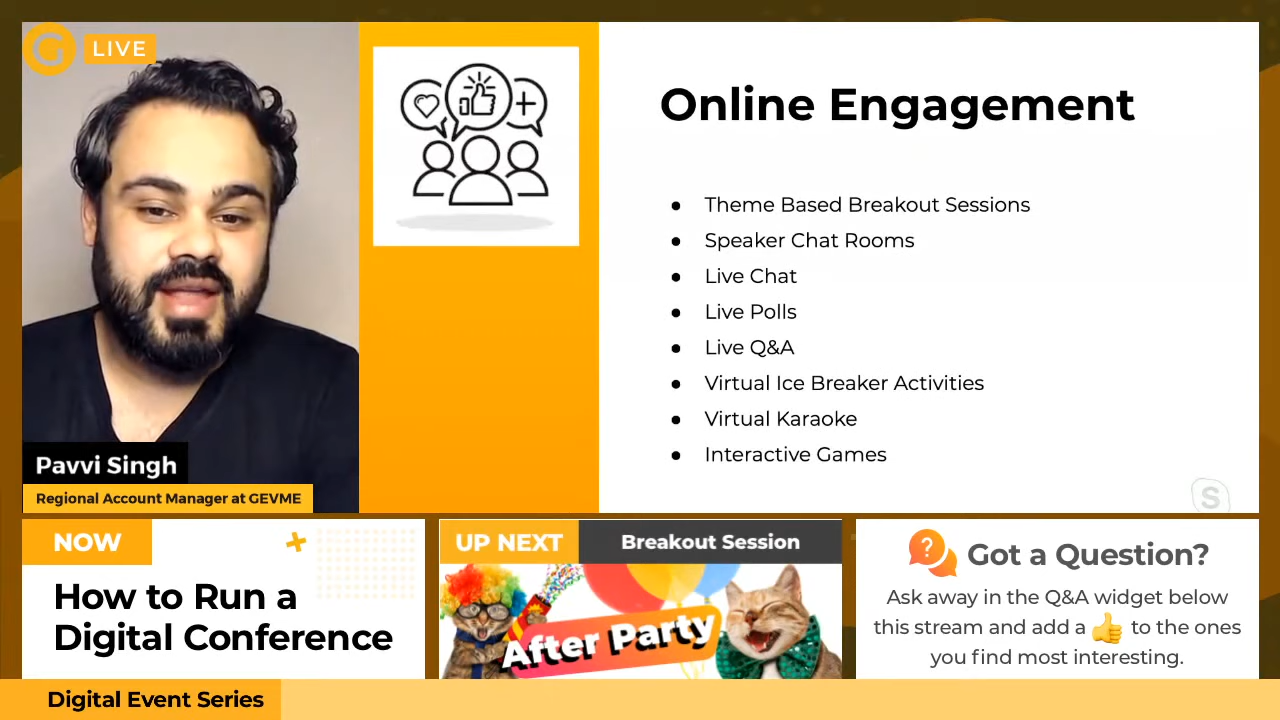 G LIVE
Online Engagement
● Theme Based Breakout Sessions
● Speaker Chat Rooms
● Live Chat
● Live Polls
● Live Q&A
● Virtual Ice Breaker Activities
● Virtual Karaoke
● Interactive Games
Pavvi Singh
Regional Account Manager at GEVME
S
NOW
How to Run a
Digital Conference
UP NEXT Breakout Session
After Party
Got a Question?
Ask away in the Q&A widget below
this stream and add a 👍 to the ones
you find most interesting.
Digital Event Series